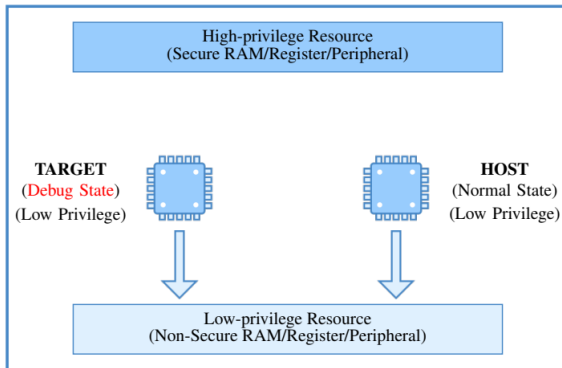 High-privilege Resource
(Secure RAM/Register/Peripheral)
TARGET
(Debug State)
(Low Privilege)
HOST
(Normal State)
(Low Privilege)
Low-privilege Resource
(Non-Secure RAM/Register/Peripheral)